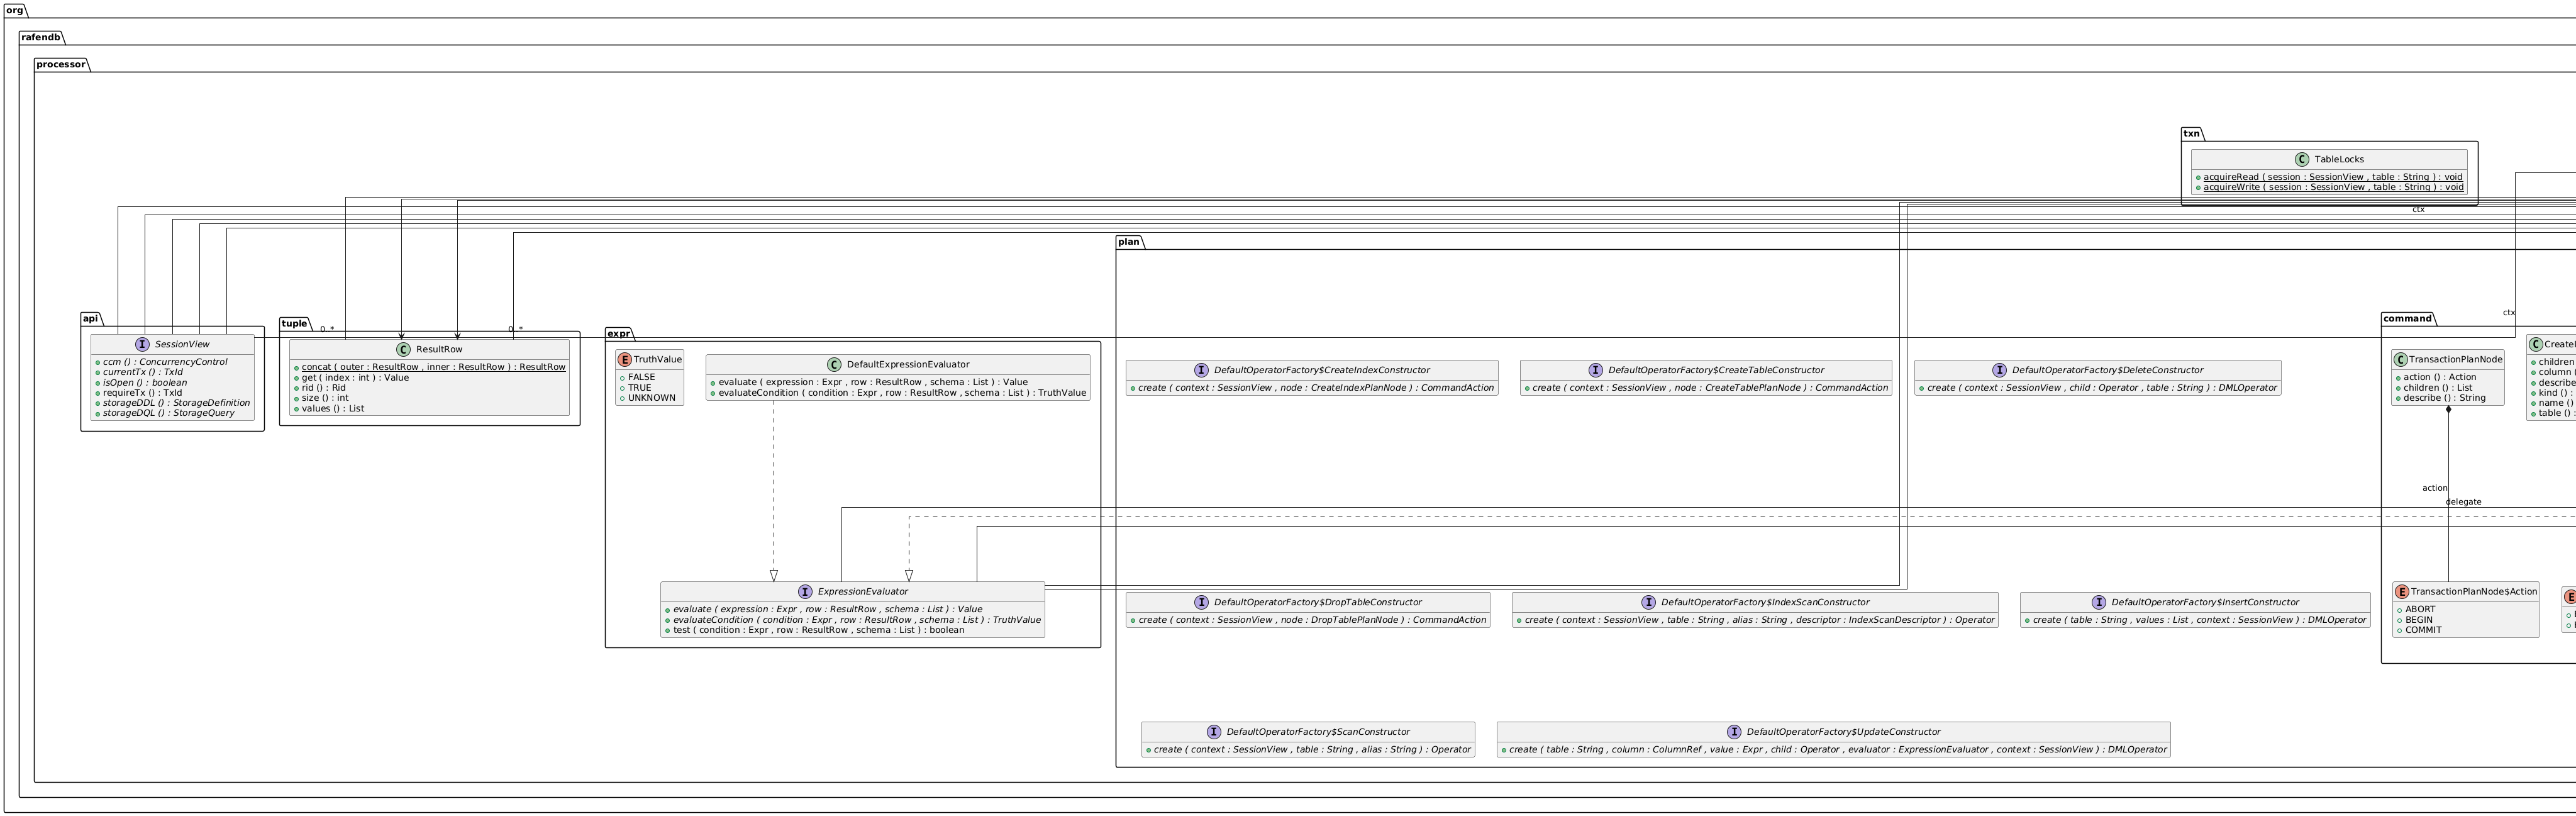 org
rafendb
processor
txn
C TableLocks
acquireRead ( session : SessionView , table : String ) : void
acquireWrite ( session : SessionView , table : String ) : void
ctx
plan
api
I SessionView
ccm () : ConcurrencyControl
currentTx () : TxId
isOpen () : boolean
requireTx () : TxId
storageDDL () : StorageDefinition
storageDQL () : StorageQuery
tuple
0..*
0..*
C ResultRow
concat ( outer : ResultRow , inner : ResultRow ) : ResultRow
get ( index : int ) : Value
rid () : Rid
size () : int
values () : List
expr
E TruthValue
FALSE
TRUE
UNKNOWN
C DefaultExpressionEvaluator
evaluate ( expression : Expr , row : ResultRow , schema : List ) : Value
evaluateCondition ( condition : Expr , row : ResultRow , schema : List ) : TruthValue
I DefaultOperatorFactory$CreateIndexConstructor
create ( context : SessionView , node : CreateIndexPlanNode ) : CommandAction
I DefaultOperatorFactory$CreateTableConstructor
create ( context : SessionView , node : CreateTablePlanNode ) : CommandAction
I DefaultOperatorFactory$DeleteConstructor
create ( context : SessionView , child : Operator , table : String ) : DMLOperator
ctx
command
C TransactionPlanNode
action () : Action
children () : List
describe () : String
C CreateI
children
column (
describe
kind () :
name ()
table () :
action
delegate
I ExpressionEvaluator
evaluate ( expression : Expr , row : ResultRow , schema : List ) : Value
evaluateCondition ( condition : Expr , row : ResultRow , schema : List ) : TruthValue
test ( condition : Expr , row : ResultRow , schema : List ) : boolean
I DefaultOperatorFactory$DropTableConstructor
create ( context : SessionView , node : DropTablePlanNode ) : CommandAction
I DefaultOperatorFactory$IndexScanConstructor
create ( context : SessionView , table : String , alias : String , descriptor : IndexScanDescriptor ) : Operator
I DefaultOperatorFactory$InsertConstructor
create ( table : String , values : List , context : SessionView ) : DMLOperator
E TransactionPlanNode$Action
ABORT
BEGIN
COMMIT
E
I DefaultOperatorFactory$ScanConstructor
create ( context : SessionView , table : String , alias : String ) : Operator
I DefaultOperatorFactory$UpdateConstructor
create ( table : String , column : ColumnRef , value : Expr , child : Operator , evaluator : ExpressionEvaluator , context : SessionView ) : DMLOperator